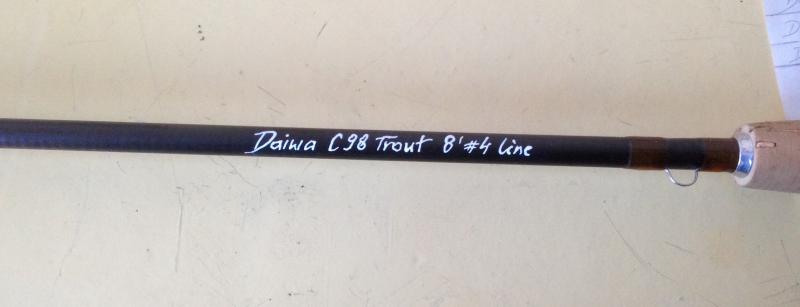 Daiwa C98 Trout 8' #4 Line